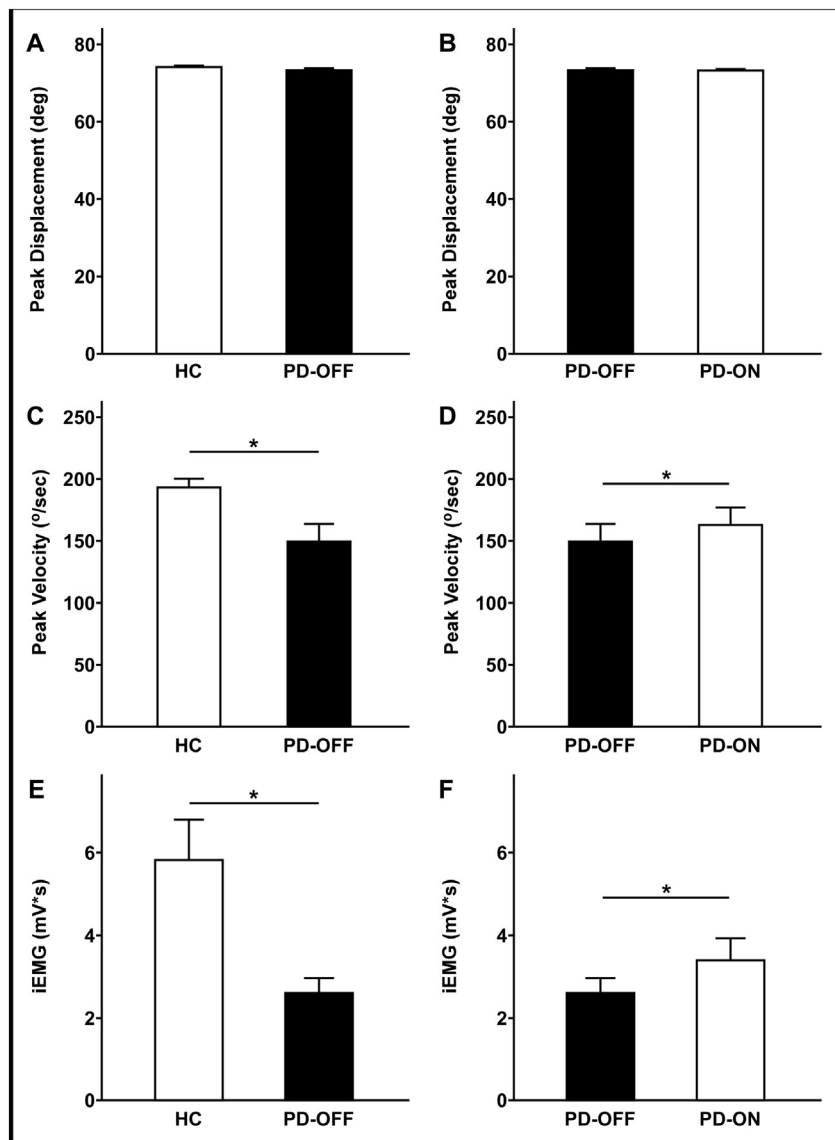 A
Peak Displacement (deg)
80
60
40
20
0
HC
PD-OFF
B
Peak Displacement (deg)
80
60
40
20
0
PD-OFF
PD-ON
C
Peak Velocity (º/sec)
250
200
150
100
50
0
*
HC
PD-OFF
D
Peak Velocity (º/sec)
250
200
150
100
50
0
*
PD-OFF
PD-ON
E
iEMG (mV*s)
6
4
2
0
*
HC
PD-OFF
F
iEMG (mV*s)
6
4
2
0
*
PD-OFF
PD-ON